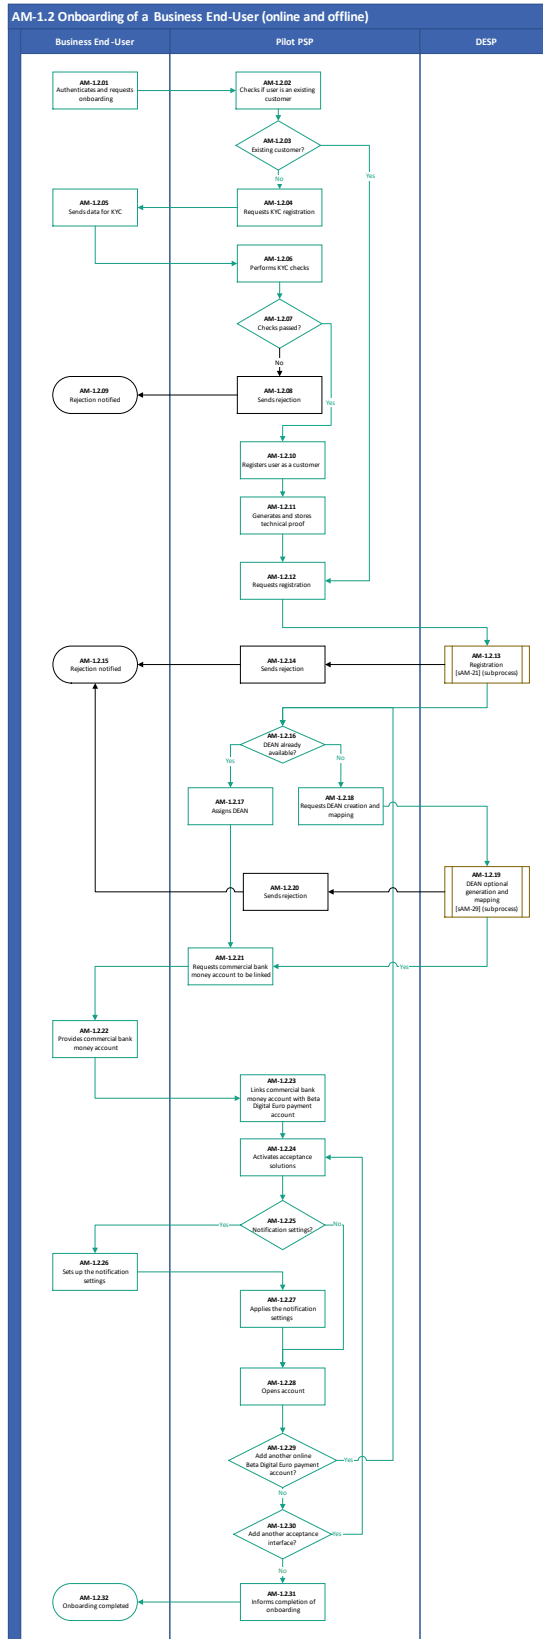 AM-1.2 Onboarding of a Business End-User (online and offline)
Business End -User
Pilot PSP
DESP
AM-1.2.01
Authenticates and requests
onboarding
AM-1.2.02
Checks if user is an existing
customer
AM-1.2.03
Existing customer?
No
Yes
AM-1.2.05
Sends data for KYC
AM-1.2.04
Requests KYC registration
AM-1.2.06
Performs KYC checks
AM-1.2.07
Checks passed?
No
Yes
AM-1.2.09
Rejection notified
AM-1.2.08
Sends rejection
AM-1.2.10
Registers user as a customer
AM-1.2.11
Generates and stores
technical proof
AM-1.2.12
Requests registration
AM-1.2.15
Rejection notified
AM-1.2.14
Sends rejection
AM-1.2.13
Registration
[sAM-21] (subprocess)
AM-1.2.16
DEAN already
available?
Yes
No
AM-1.2.17
Assigns DEAN
AM-1.2.18
Requests DEAN creation and
mapping
AM-1.2.20
Sends rejection
AM-1.2.19
DEAN optional
generation and
mapping
[sAM-29] (subprocess)
AM-1.2.21
Requests commercial bank
money account to be linked
Yes
AM-1.2.22
Provides commercial bank
money account
AM-1.2.23
Links commercial bank
money account with Beta
Digital Euro payment
account
AM-1.2.24
Activates acceptance
solutions
AM-1.2.25
Notification settings?
Yes
No
AM-1.2.26
Sets up the notification
settings
AM-1.2.27
Applies the notification
settings
AM-1.2.28
Opens account
AM-1.2.29
Add another online
Beta Digital Euro payment
account?
Yes
No
AM-1.2.30
Add another acceptance
interface?
Yes
No
AM-1.2.32
Onboarding completed
AM-1.2.31
Informs completion of
onboarding